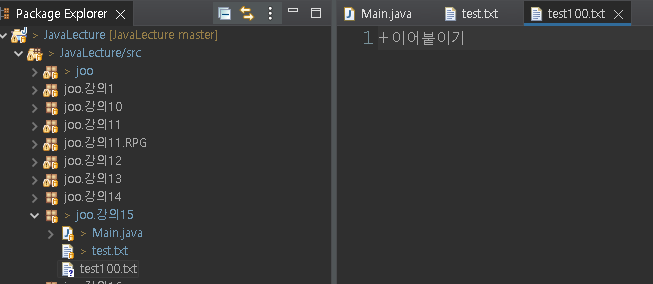 Package Explorer
> JavaLecture [JavaLecture master]
> JavaLecture/src
> joo
joo.강의1
joo.강의10
joo.강의11
joo.강의11.RPG
joo.강의12
joo.강의13
joo.강의14
> joo.강의15
> Main.java
> test.txt
test100.txt
Main.java test.txt test100.txt
1 +이어붙이기